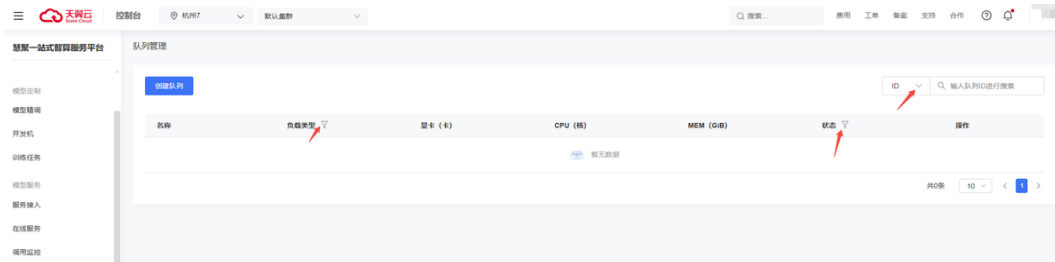 天翼云 State Cloud 控制台 杭州7 默认集群 搜索... 费用 工单 备案 支持 合作
慧聚一站式智算服务平台
队列管理
模型定制
模型精调
开发机
训练任务
模型服务
服务接入
在线服务
调用监控
创建队列
ID 输入队列ID进行搜索
名称 负载类型 显卡（卡） CPU（核） MEM（GiB） 状态 操作
暂无数据
共0条 10 1